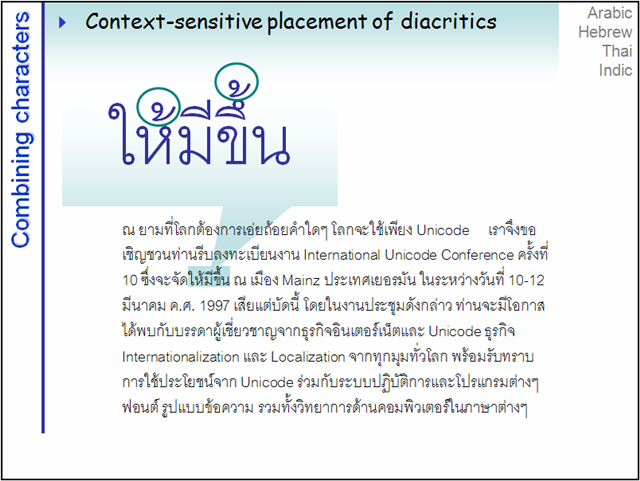 Combining characters
Context-sensitive placement of diacritics
Arabic
Hebrew
Thai
Indic
ให้มีขึ้น
ณ ยามที่โลกต้องการเอ่ยถ้อยคำใดๆ โลกจะใช้เพียง Unicode เราจึงขอ
เชิญชวนท่านรีบลงทะเบียนงาน International Unicode Conference ครั้งที่
10 ซึ่งจะจัดให้มีขึ้น ณ เมือง Mainz ประเทศเยอรมัน ในระหว่างวันที่ 10-12
มีนาคม ค.ศ. 1997 เสียแต่บัดนี้ โดยในงานประชุมดังกล่าว ท่านจะมีโอกาส
ได้พบกับบรรดาผู้เชี่ยวชาญจากธุรกิจอินเตอร์เน็ตและ Unicode ธุรกิจ
Internationalization และ Localization จากทุกมุมทั่วโลก พร้อมรับทราบ
การใช้ประโยชน์จาก Unicode ร่วมกับระบบปฏิบัติการและโปรแกรมต่างๆ
ฟอนต์ รูปแบบข้อความ รวมทั้งวิทยาการด้านคอมพิวเตอร์ในภาษาต่างๆ